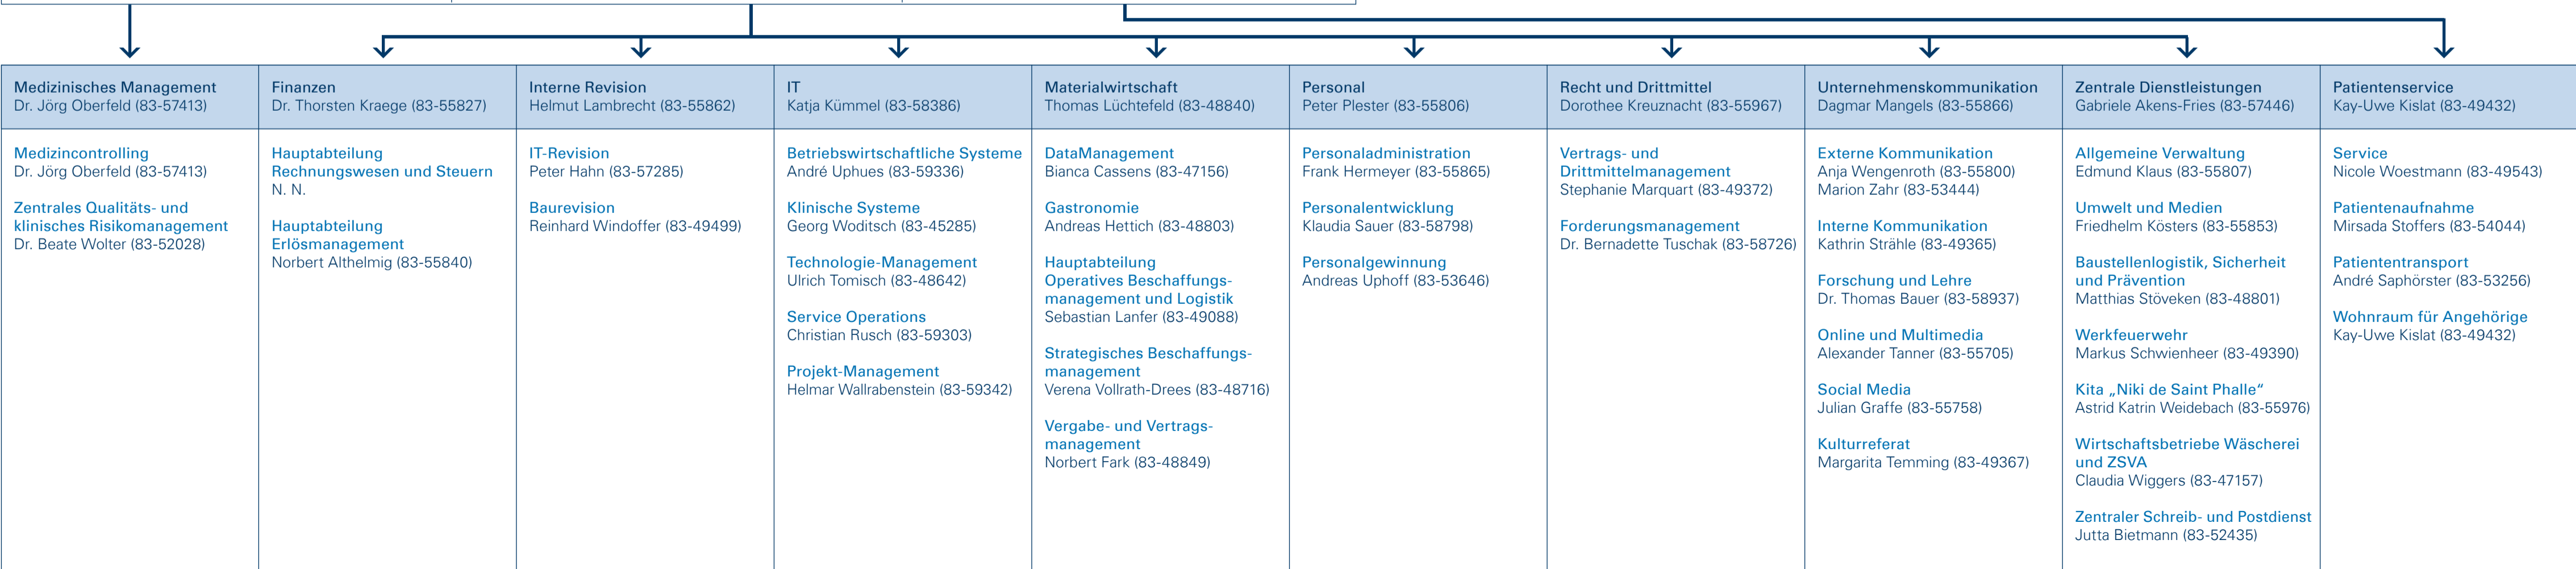 Medizinisches Management
Dr. Jörg Oberfeld (83-57413)
Medizincontrolling
Dr. Jörg Oberfeld (83-57413)
Zentrales Qualitäts- und
klinisches Risikomanagement
Dr. Beate Wolter (83-52028)
Finanzen
Dr. Thorsten Kraege (83-55827)
Hauptabteilung
Rechnungswesen und Steuern
N. N.
Hauptabteilung
Erlösmanagement
Norbert Althelmig (83-55840)
Interne Revision
Helmut Lambrecht (83-55862)
IT-Revision
Peter Hahn (83-57285)
Baurevision
Reinhard Windoffer (83-49499)
IT
Katja Kümmel (83-58386)
Betriebswirtschaftliche Systeme
André Uphues (83-59336)
Klinische Systeme
Georg Woditsch (83-45285)
Technologie-Management
Ulrich Tomisch (83-48642)
Service Operations
Christian Rusch (83-59303)
Projekt-Management
Helmar Wallrabenstein (83-59342)
Materialwirtschaft
Thomas Lüchtefeld (83-48840)
DataManagement
Bianca Cassens (83-47156)
Gastronomie
Andreas Hettich (83-48803)
Hauptabteilung
Operatives Beschaffungs-
management und Logistik
Sebastian Lanfer (83-49088)
Strategisches Beschaffungs-
management
Verena Vollrath-Drees (83-48716)
Vergabe- und Vertrags-
management
Norbert Fark (83-48849)
Personal
Peter Plester (83-55806)
Personaladministration
Frank Hermeyer (83-55865)
Personalentwicklung
Klaudia Sauer (83-58798)
Personalgewinnung
Andreas Uphoff (83-53646)
Recht und Drittmittel
Dorothee Kreuznacht (83-55967)
Vertrags- und
Drittmittelmanagement
Stephanie Marquart (83-49372)
Forderungsmanagement
Dr. Bernadette Tuschak (83-58726)
Unternehmenskommunikation
Dagmar Mangels (83-55866)
Externe Kommunikation
Anja Wengenroth (83-55800)
Marion Zahr (83-53444)
Interne Kommunikation
Kathrin Strähle (83-49365)
Forschung und Lehre
Dr. Thomas Bauer (83-58937)
Online und Multimedia
Alexander Tanner (83-55705)
Social Media
Julian Graffe (83-55758)
Kulturreferat
Margarita Temming (83-49367)
Zentrale Dienstleistungen
Gabriele Akens-Fries (83-57446)
Allgemeine Verwaltung
Edmund Klaus (83-55807)
Umwelt und Medien
Friedhelm Kösters (83-55853)
Baustellenlogistik, Sicherheit
und Prävention
Matthias Stöveken (83-48801)
Werkfeuerwehr
Markus Schwienheer (83-49390)
Kita „Niki de Saint Phalle“
Astrid Katrin Weidebach (83-55976)
Wirtschaftsbetriebe Wäscherei
und ZSVA
Claudia Wiggers (83-47157)
Zentraler Schreib- und Postdienst
Jutta Bietmann (83-52435)
Patientenservice
Kay-Uwe Kislat (83-49432)
Service
Nicole Woestmann (83-49543)
Patientenaufnahme
Mirsada Stoffers (83-54044)
Patiententransport
André Saphörster (83-53256)
Wohnraum für Angehörige
Kay-Uwe Kislat (83-49432)